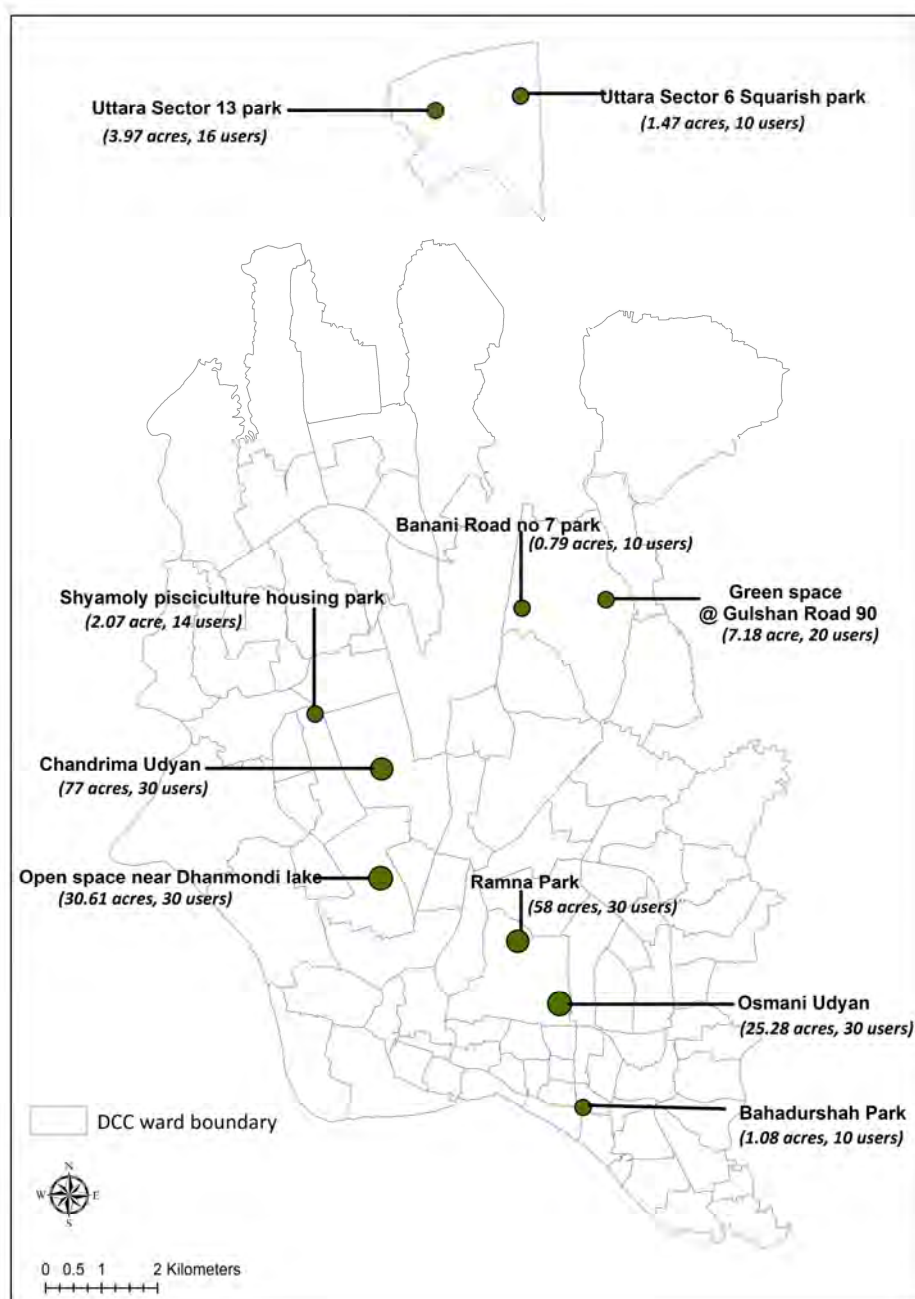 Uttara Sector 13 park
(3.97 acres, 16 users)
Uttara Sector 6 Squarish park
(1.47 acres, 10 users)
Banani Road no 7 park
(0.79 acres, 10 users)
Shyamoly pisciculture housing park
(2.07 acre, 14 users)
Green space
@ Gulshan Road 90
(7.18 acre, 20 users)
Chandrima Udyan
(77 acres, 30 users)
Open space near Dhanmondi lake
(30.61 acres, 30 users)
Ramna Park
(58 acres, 30 users)
Osmani Udyan
(25.28 acres, 30 users)
Bahadurshah Park
(1.08 acres, 10 users)
DCC ward boundary
N
W E
S
0 0.5 1 2 Kilometers